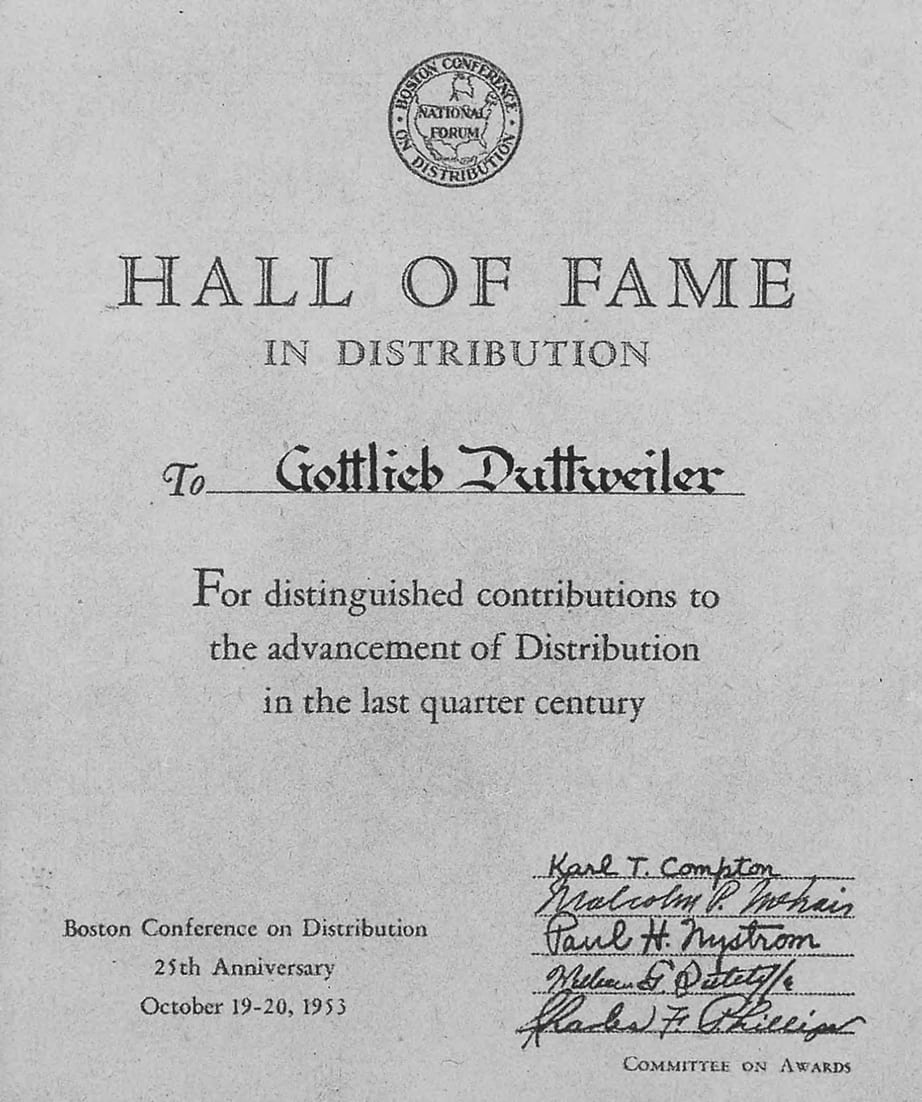 BOSTON CONFERENCE
NATIONAL
FORUM
ON DISTRIBUTION
HALL OF FAME
IN DISTRIBUTION
To Gottlieb Duttweiler
For distinguished contributions to
the advancement of Distribution
in the last quarter century
Boston Conference on Distribution
25th Anniversary
October 19-20, 1953
Karl T. Compton
Malcolm P. McNair
Paul H. Nystrom
Charles F. Phillips
COMMITTEE ON AWARDS